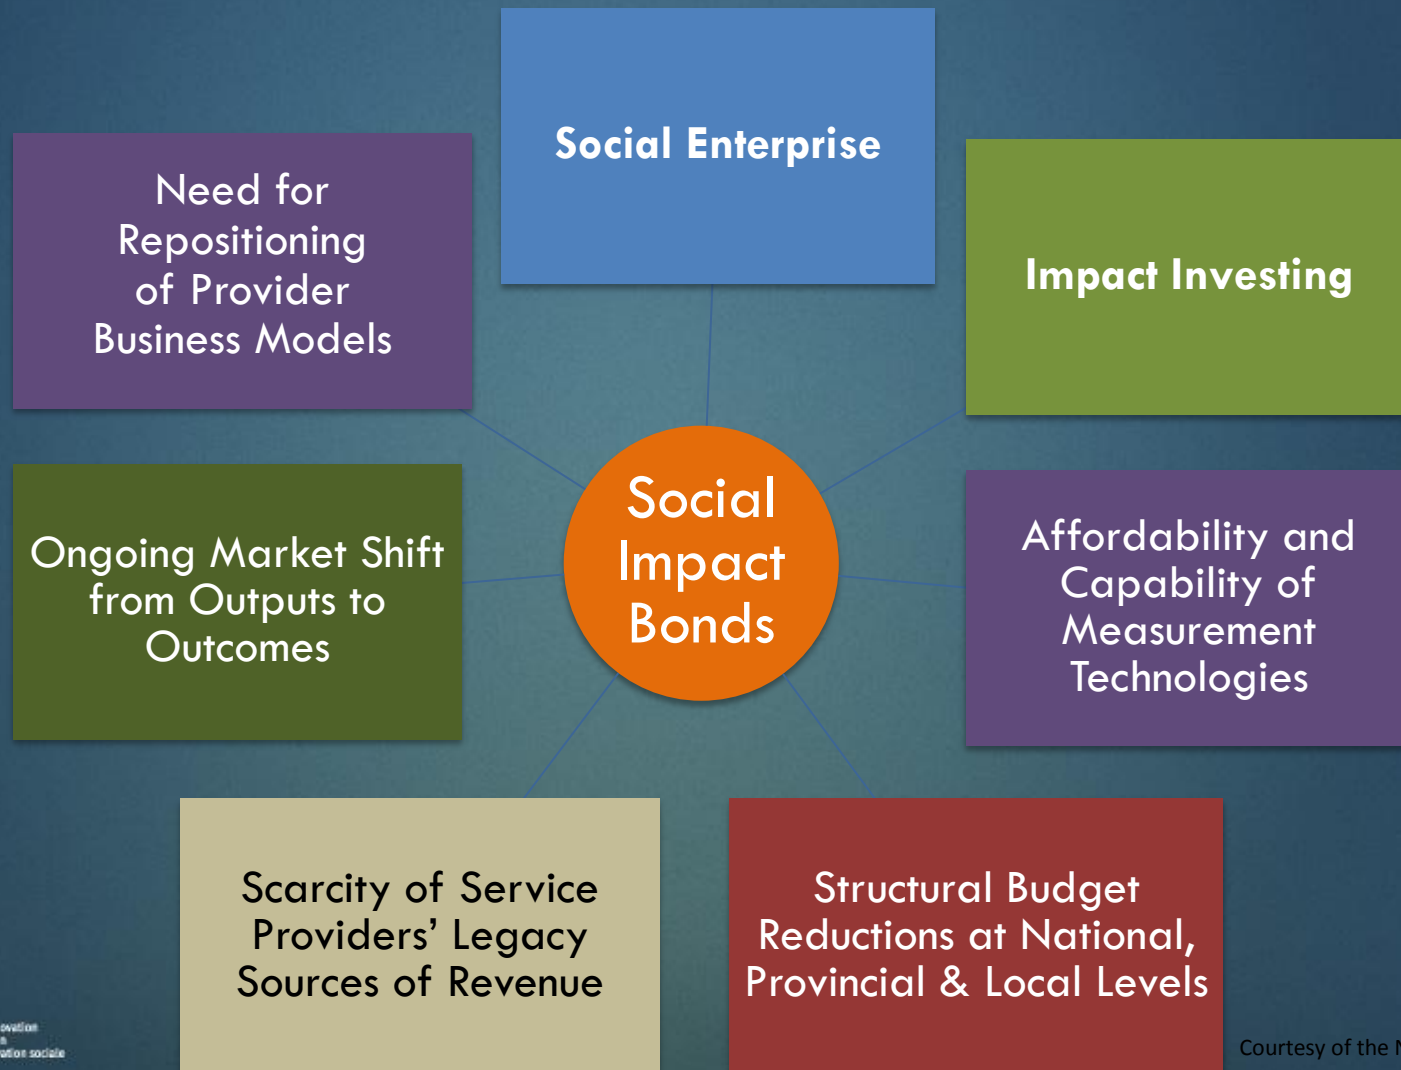 Social Enterprise
Need for
Repositioning
of Provider
Business Models
Impact Investing
Social
Impact
Bonds
Ongoing Market Shift
from Outputs to
Outcomes
Affordability and
Capability of
Measurement
Technologies
Scarcity of Service
Providers’ Legacy
Sources of Revenue
Structural Budget
Reductions at National,
Provincial & Local Levels
sociale
Courtesy of the